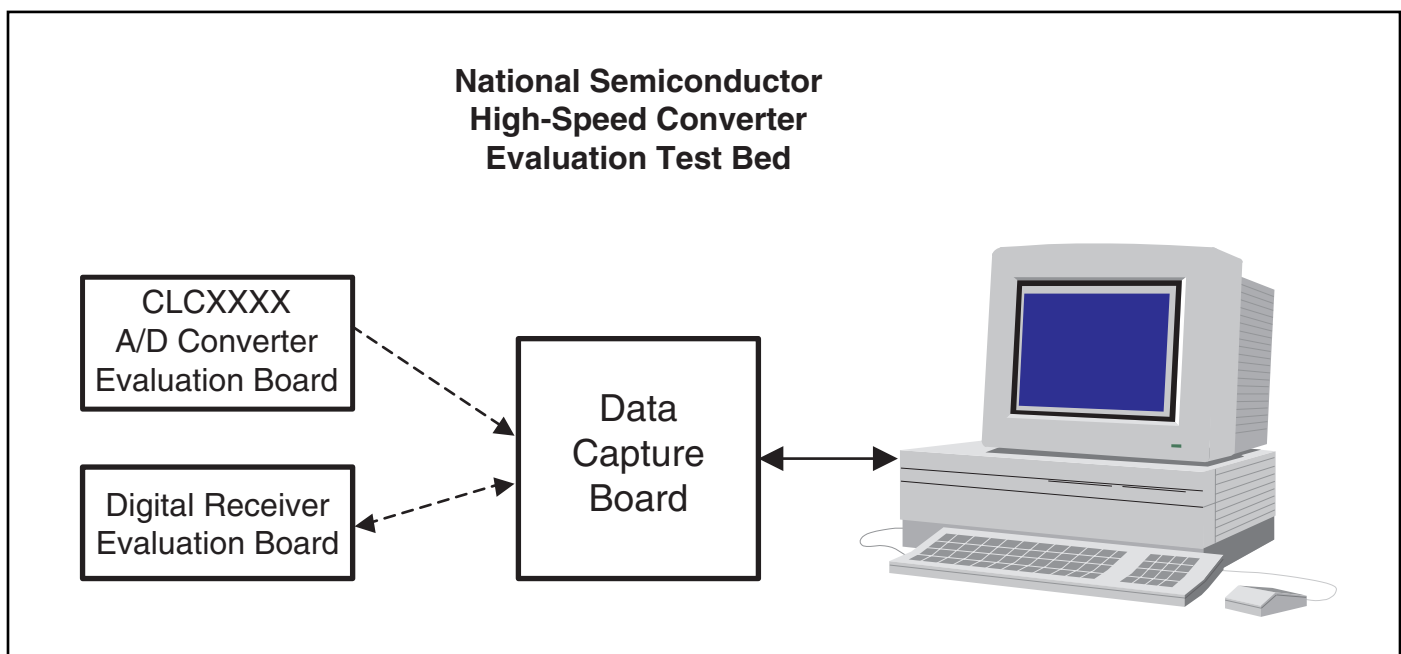 National Semiconductor
High-Speed Converter
Evaluation Test Bed
CLCXXXX
A/D Converter
Evaluation Board
Data
Capture
Board
Digital Receiver
Evaluation Board